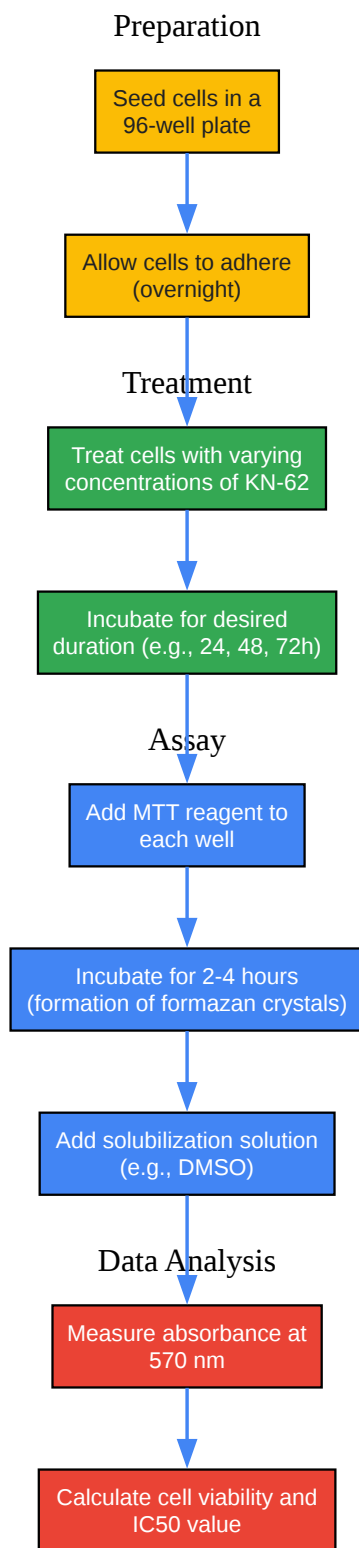 Preparation
Seed cells in a
96-well plate
Allow cells to adhere
(overnight)
Treatment
Treat cells with varying
concentrations of KN-62
Incubate for desired
duration (e.g., 24, 48, 72h)
Assay
Add MTT reagent to
each well
Incubate for 2-4 hours
(formation of formazan crystals)
Add solubilization solution
(e.g., DMSO)
Data Analysis
Measure absorbance at
570 nm
Calculate cell viability and
IC50 value